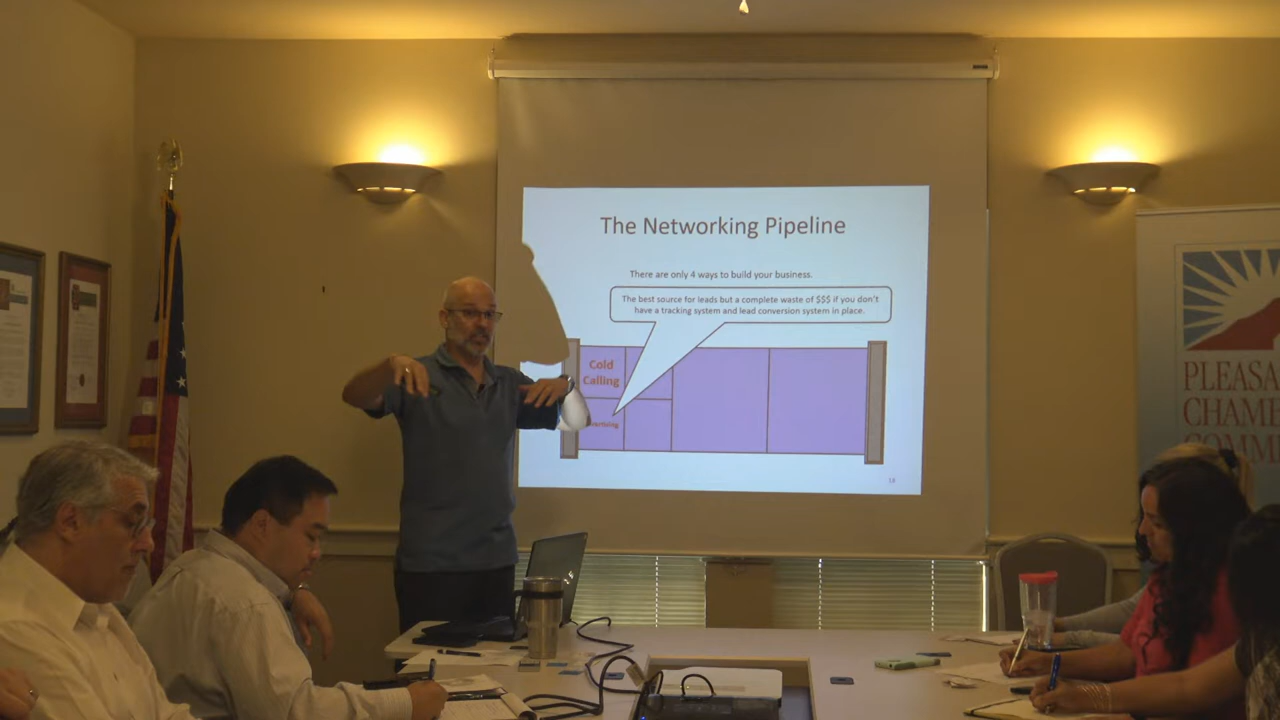 The Networking Pipeline
There are only 4 ways to build your business.
The best source for leads but a complete waste of $$$ if you don't
have a tracking system and lead conversion system in place.
Cold
Calling
PLEASA
CHAMB
COMM